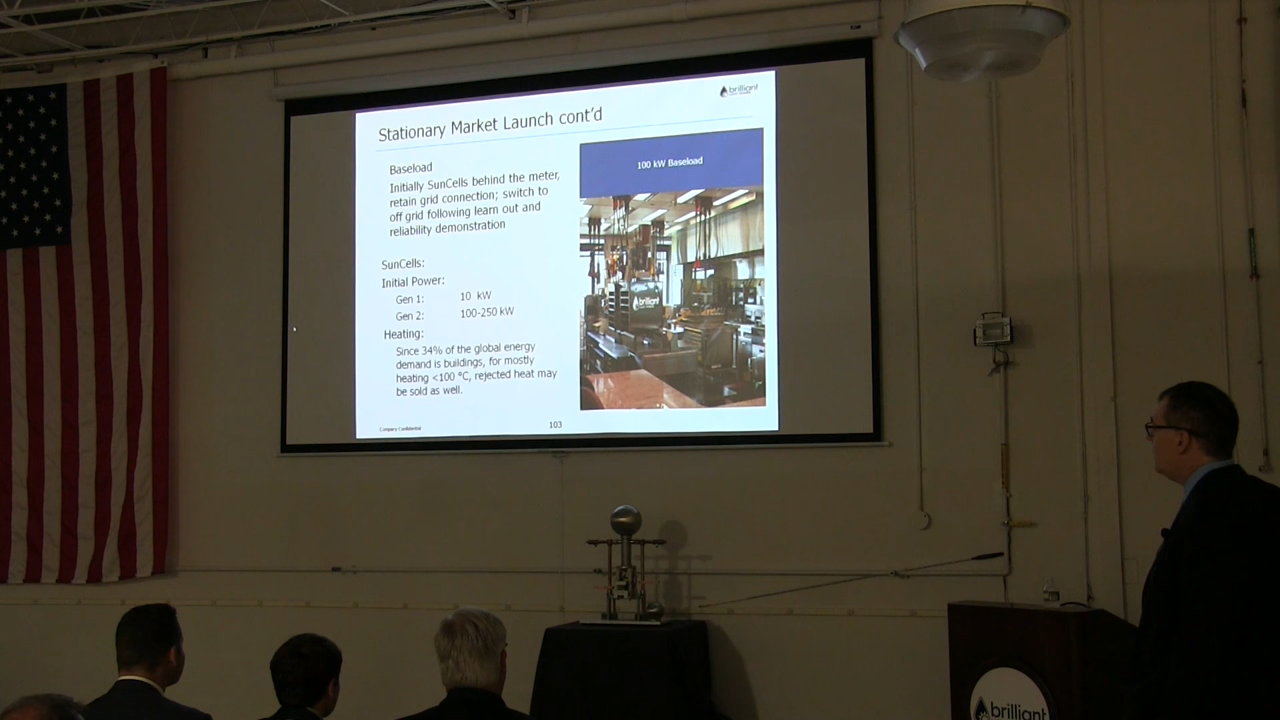 brilliant
Stationary Market Launch cont'd
100 kW Baseload
Baseload
Initially SunCells behind the meter,
retain grid connection; switch to
off grid following learn out and
reliability demonstration
SunCells:
Initial Power:
Gen 1: 10 kW
Gen 2: 100-250 kW
brilliant
Heating:
Since 34% of the global energy
demand is buildings, for mostly
heating <100 °C, rejected heat may
be sold as well.
Company Confidential
103
brilliant